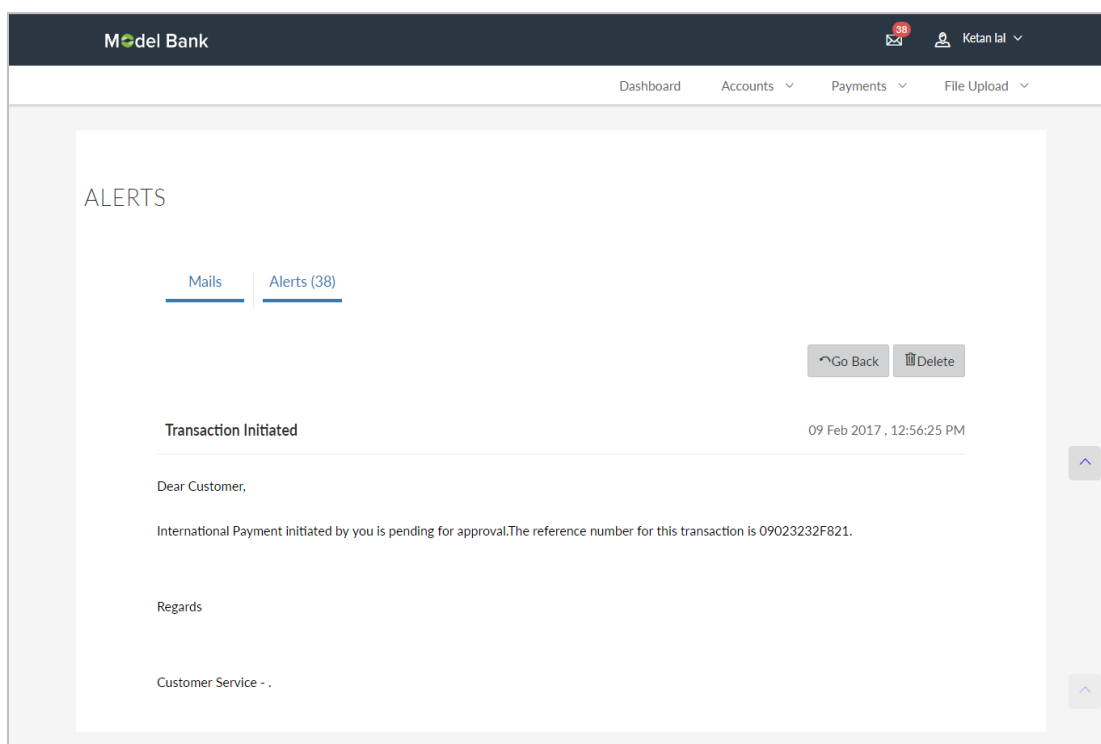 Model Bank
38
Ketan lal
Dashboard Accounts Payments File Upload
ALERTS
Mails Alerts (38)
Go Back Delete
Transaction Initiated 09 Feb 2017 , 12:56:25 PM
Dear Customer,
International Payment initiated by you is pending for approval.The reference number for this transaction is 09023232F821.
Regards
Customer Service - .